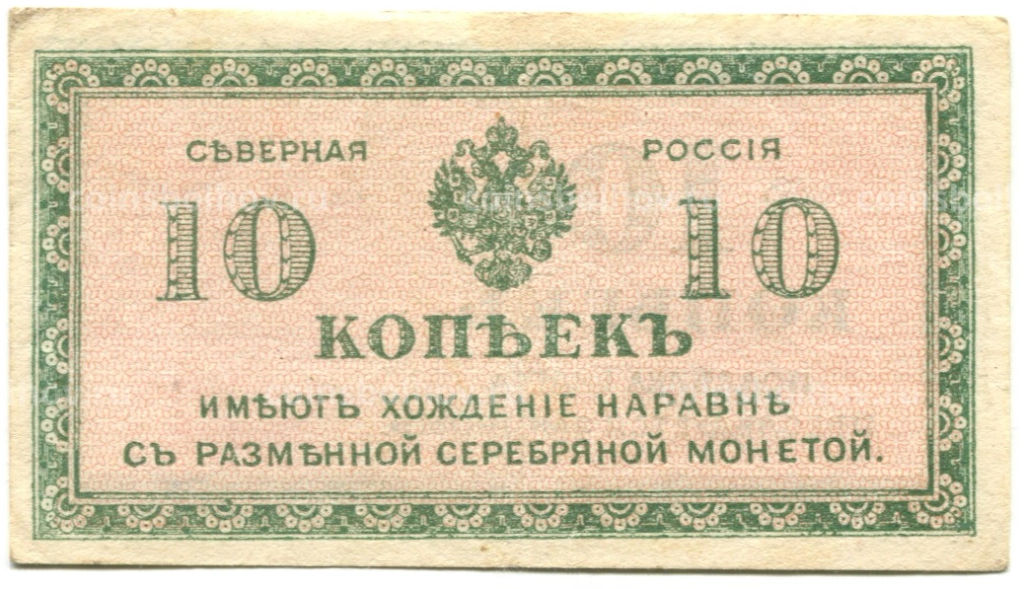 СѢВЕРНАЯ РОССІЯ
10 10
КОПѢЕКЪ
ИМѢЮТЪ ХОЖДЕНІЕ НАРАВНѢ
СЪ РАЗМѢННОЙ СЕРЕБРЯНОЙ МОНЕТОЙ.